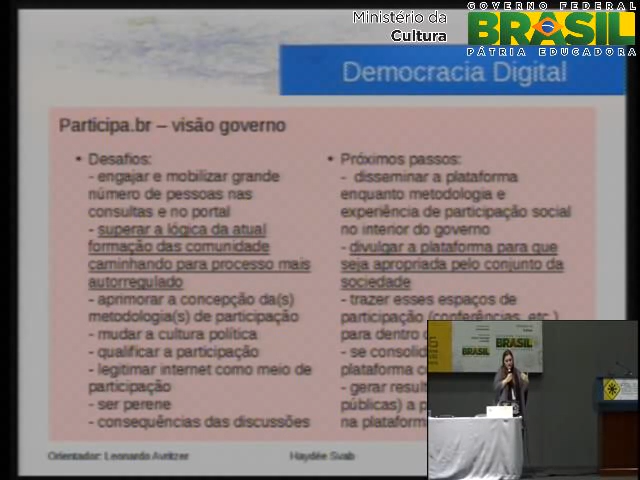 Ministério da
Cultura
GOVERNO FEDERAL
BRASIL
PÁTRIA EDUCADORA
Democracia Digital
Participa.br – visão governo
• Desafios:
- engajar e mobilizar grande
número de pessoas nas
consultas e no portal
- superar a lógica da atual
formação das comunidade
caminhando para processo mais
autorregulado
- aprimorar a concepção da(s)
metodologia(s) de participação
- mudar a cultura política
- qualificar a participação
- legitimar internet como meio de
participação
- ser perene
- consequências das discussões
• Próximos passos:
- disseminar a plataforma
enquanto metodologia e
experiência de participação social
no interior do governo
- divulgar a plataforma para que
seja apropriada pelo conjunto da
sociedade
- trazer esses espaços de
participação (conferências, etc.)
para dentro
- se
plataforma
- gerar
públicas) a
na
BRASIL
BRASIL
Orientador: Leonardo Avritzer
Haydée Svab